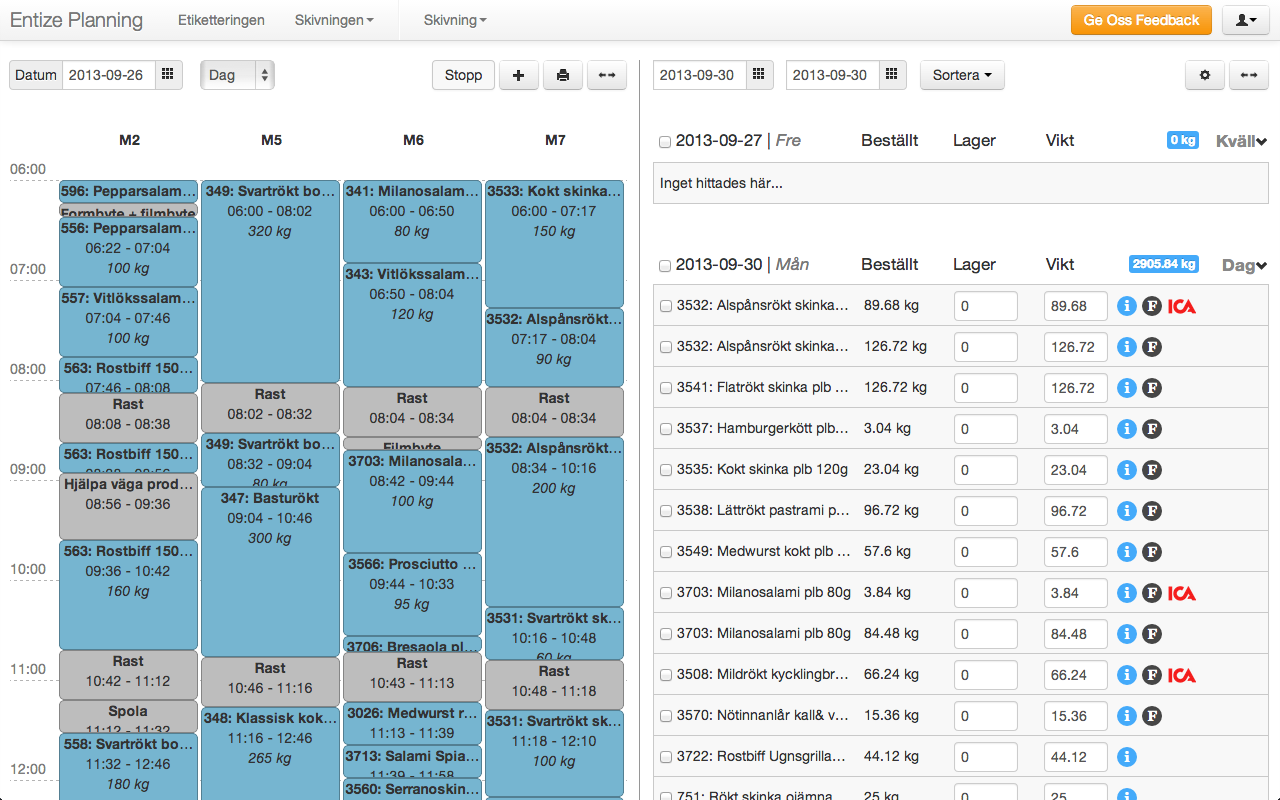 Entize Planning Etiketteringen Skivningen Skivning Ge Oss Feedback
Datum 2013-09-26 Dag Stopp
M2 M5 M6 M7
06:00
07:00
08:00
09:00
10:00
11:00
12:00
596: Pepparsalam...
Formbyte + filmbyte
556: Pepparsalam...
06:22 - 07:04
100 kg
557: Vitlökssalam...
07:04 - 07:46
100 kg
563: Rostbiff 150...
07:46 - 08:08
Rast
08:08 - 08:38
563: Rostbiff 150...
Hjälpa väga prod...
08:56 - 09:36
563: Rostbiff 150...
09:36 - 10:42
160 kg
Rast
10:42 - 11:12
Spola
11:12 - 11:32
558: Svartrökt bo...
11:32 - 12:46
180 kg
349: Svartrökt bo...
06:00 - 08:02
320 kg
Rast
08:02 - 08:32
349: Svartrökt bo...
08:32 - 09:04
80 kg
347: Basturökt
09:04 - 10:46
300 kg
Rast
10:46 - 11:16
348: Klassisk kok...
11:16 - 12:46
265 kg
341: Milanosalam...
06:00 - 06:50
80 kg
343: Vitlökssalam...
06:50 - 08:04
120 kg
Rast
08:04 - 08:34
Filmbyte
3703: Milanosala...
08:42 - 09:44
100 kg
3566: Prosciutto ...
09:44 - 10:33
95 kg
3706: Bresaola pl...
Rast
10:43 - 11:13
3026: Medwurst r...
11:13 - 11:39
3713: Salami Spia...
11:39 - 11:58
3560: Serranoskin...
3533: Kokt skinka...
06:00 - 07:17
150 kg
3532: Alspånsrökt...
07:17 - 08:04
90 kg
Rast
08:04 - 08:34
3532: Alspånsrökt...
08:34 - 10:16
200 kg
3531: Svartrökt sk...
10:16 - 10:48
60 kg
Rast
10:48 - 11:18
3531: Svartrökt sk...
11:18 - 12:10
100 kg
2013-09-30 2013-09-30 Sortera
2013-09-27 | Fre Beställt Lager Vikt 0 kg Kväll
Inget hittades här...
2013-09-30 | Mån Beställt Lager Vikt 2905.84 kg Dag
3532: Alspånsrökt skinka... 89.68 kg 0 89.68 i F ICA
3532: Alspånsrökt skinka... 126.72 kg 0 126.72 i F
3541: Flatrökt skinka plb ... 126.72 kg 0 126.72 i F
3537: Hamburgerkött plb... 3.04 kg 0 3.04 i F
3535: Kokt skinka plb 120g 23.04 kg 0 23.04 i F
3538: Lättrökt pastrami p... 96.72 kg 0 96.72 i F
3549: Medwurst kokt plb ... 57.6 kg 0 57.6 i F
3703: Milanosalami plb 80g 3.84 kg 0 3.84 i F ICA
3703: Milanosalami plb 80g 84.48 kg 0 84.48 i F
3508: Mildrökt kycklingbr... 66.24 kg 0 66.24 i F ICA
3570: Nötinnanlår kall& v... 15.36 kg 0 15.36 i F
3722: Rostbiff Ugnsgrilla... 44.12 kg 0 44.12 i
751: Rökt skinka ojämna 25 kg 0 25